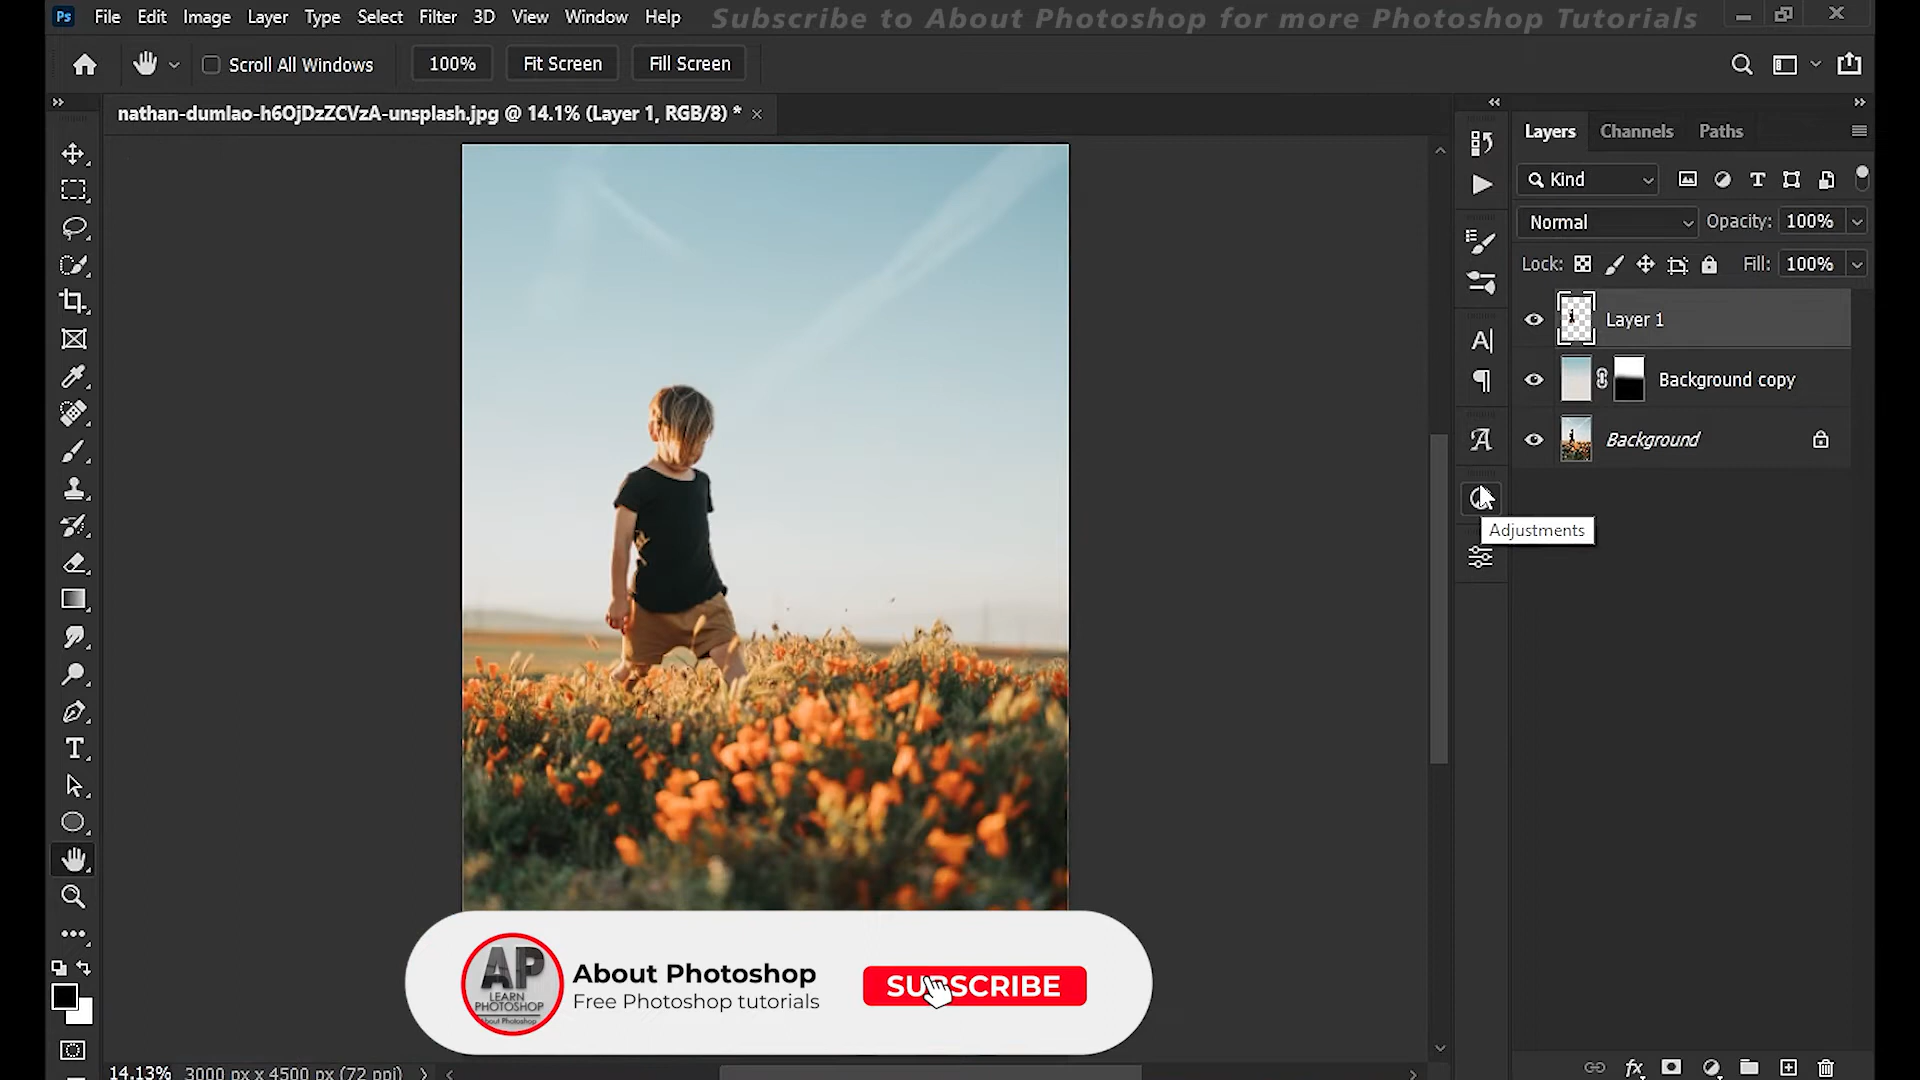 Ps File Edit Image Layer Type Select Filter 3D View Window Help
Subscribe to About Photoshop for more Photoshop Tutorials
Scroll All Windows 100% Fit Screen Fill Screen
nathan-dumlao-h6OjDzZCVzA-unsplash.jpg @ 14.1% (Layer 1, RGB/8) *
Layers Channels Paths
Kind
Normal Opacity: 100%
Lock: Fill: 100%
Layer 1
Background copy
Background
Adjustments
AP
LEARN
PHOTOSHOP
About Photoshop
About Photoshop
Free Photoshop tutorials
SUBSCRIBE
14.13% 3000 px x 4500 px (72 ppi)